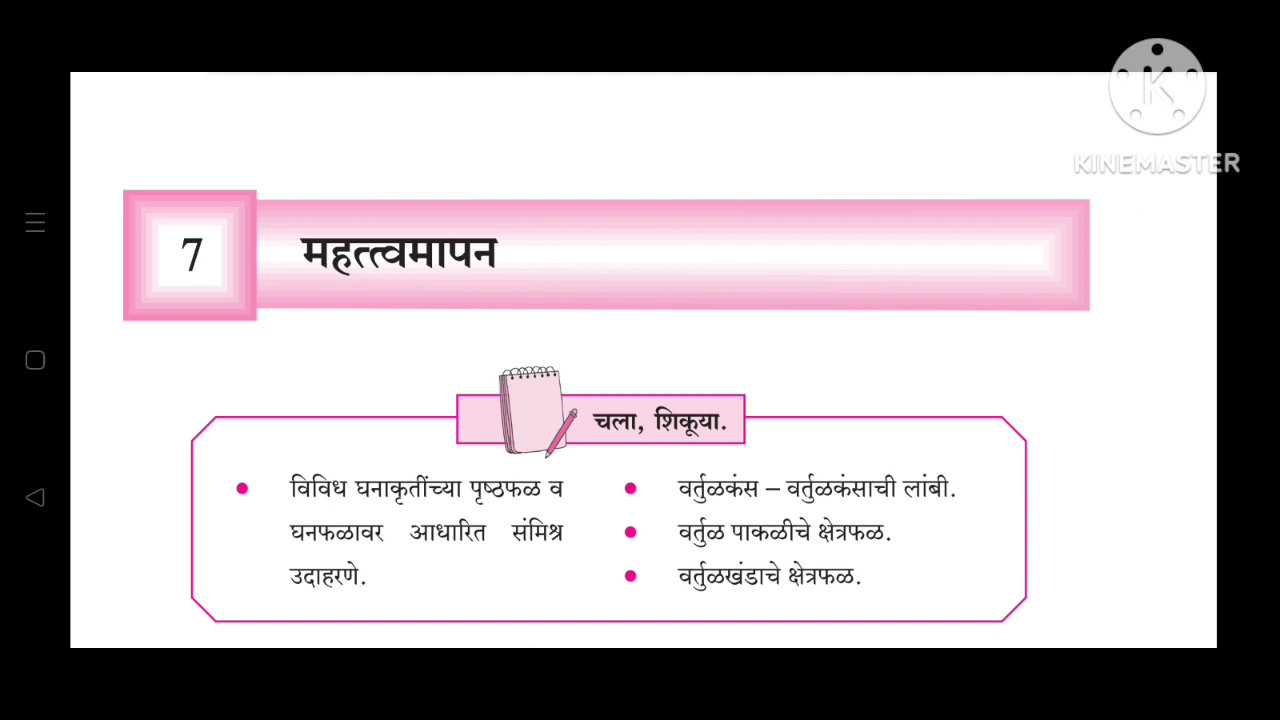 KINEMASTER
7 महत्त्वमापन
चला, शिकूया.
विविध घनाकृतींच्या पृष्ठफळ व
घनफळावर आधारित संमिश्र
उदाहरणे.
वर्तुळकंस – वर्तुळकंसाची लांबी.
वर्तुळ पाकळीचे क्षेत्रफळ.
वर्तुळखंडाचे क्षेत्रफळ.